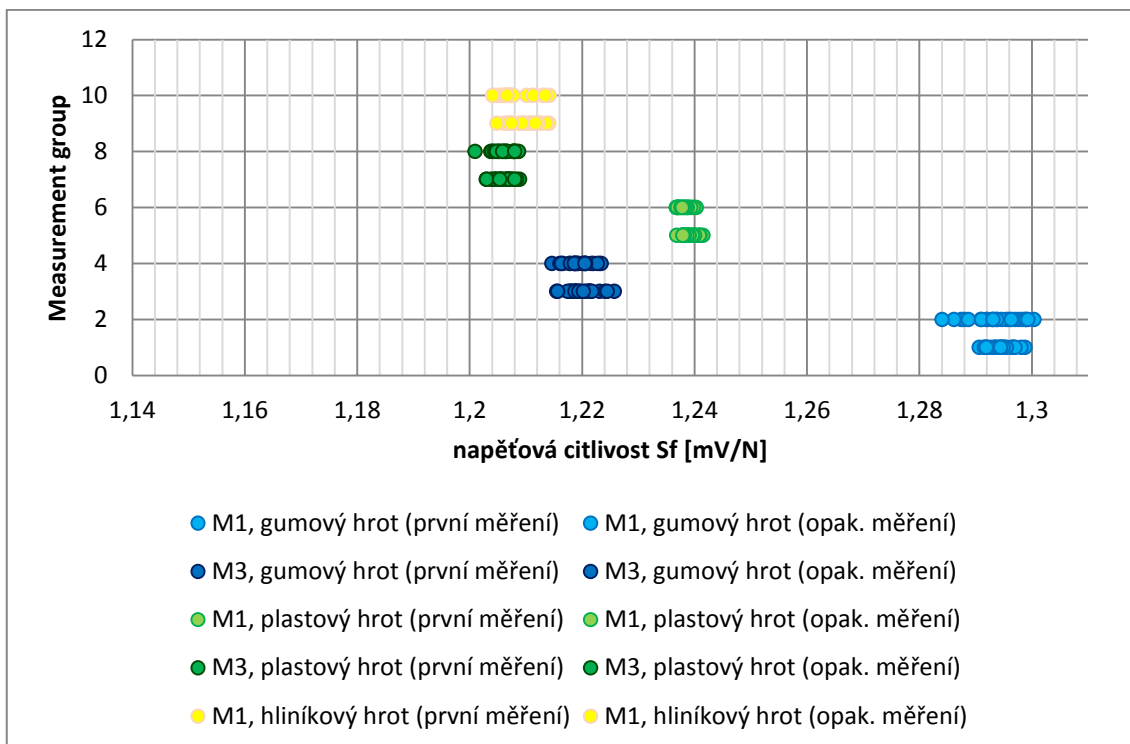 12
10
8
6
4
2
0
Measurement group
1,14 1,16 1,18 1,2 1,22 1,24 1,26 1,28 1,3
napěťová citlivost Sf [mV/N]
M1, gumový hrot (první měření) M1, gumový hrot (opak. měření)
M3, gumový hrot (první měření) M3, gumový hrot (opak. měření)
M1, plastový hrot (první měření) M1, plastový hrot (opak. měření)
M3, plastový hrot (první měření) M3, plastový hrot (opak. měření)
M1, hliníkový hrot (první měření) M1, hliníkový hrot (opak. měření)